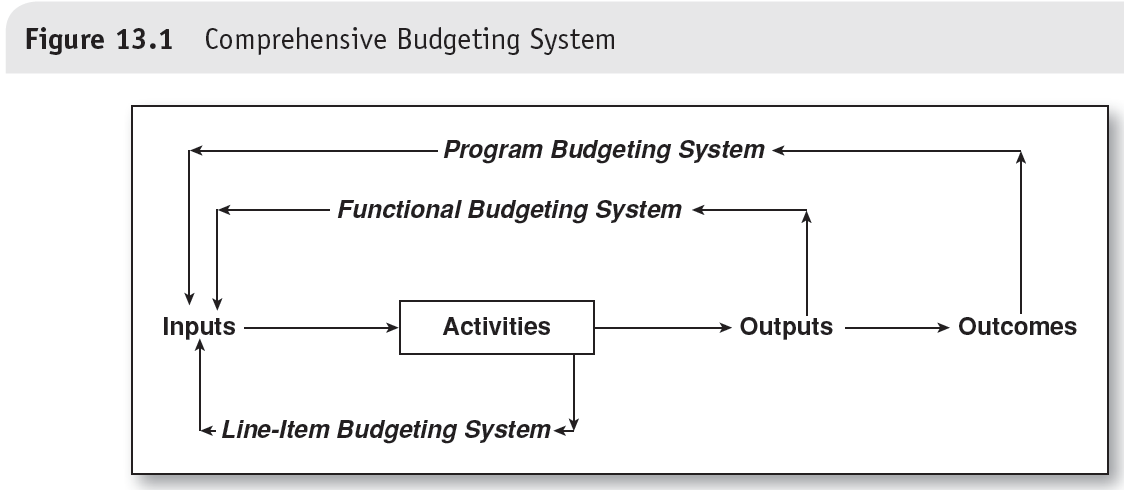 Figure 13.1 Comprehensive Budgeting System
Program Budgeting System
Functional Budgeting System
Inputs
Activities
Outputs
Outcomes
Line-Item Budgeting System